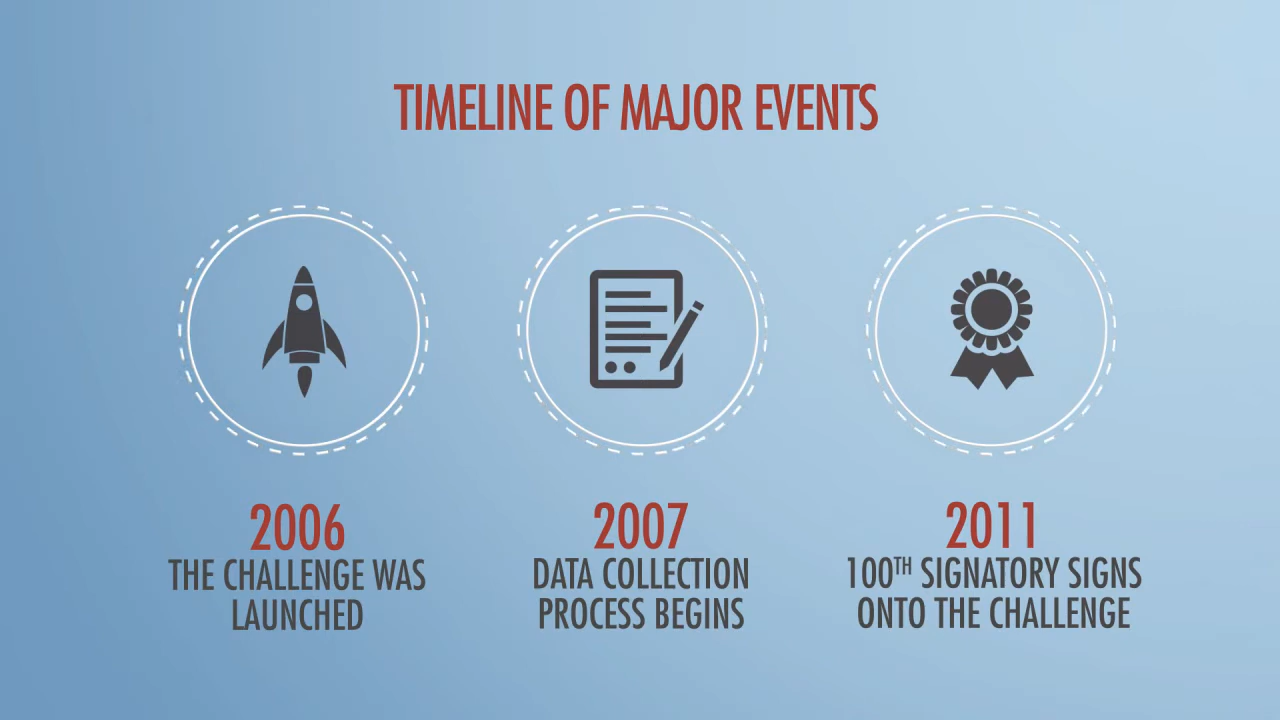 TIMELINE OF MAJOR EVENTS
2006
THE CHALLENGE WAS
LAUNCHED
2007
DATA COLLECTION
PROCESS BEGINS
2011
100TH SIGNATORY SIGNS
ONTO THE CHALLENGE